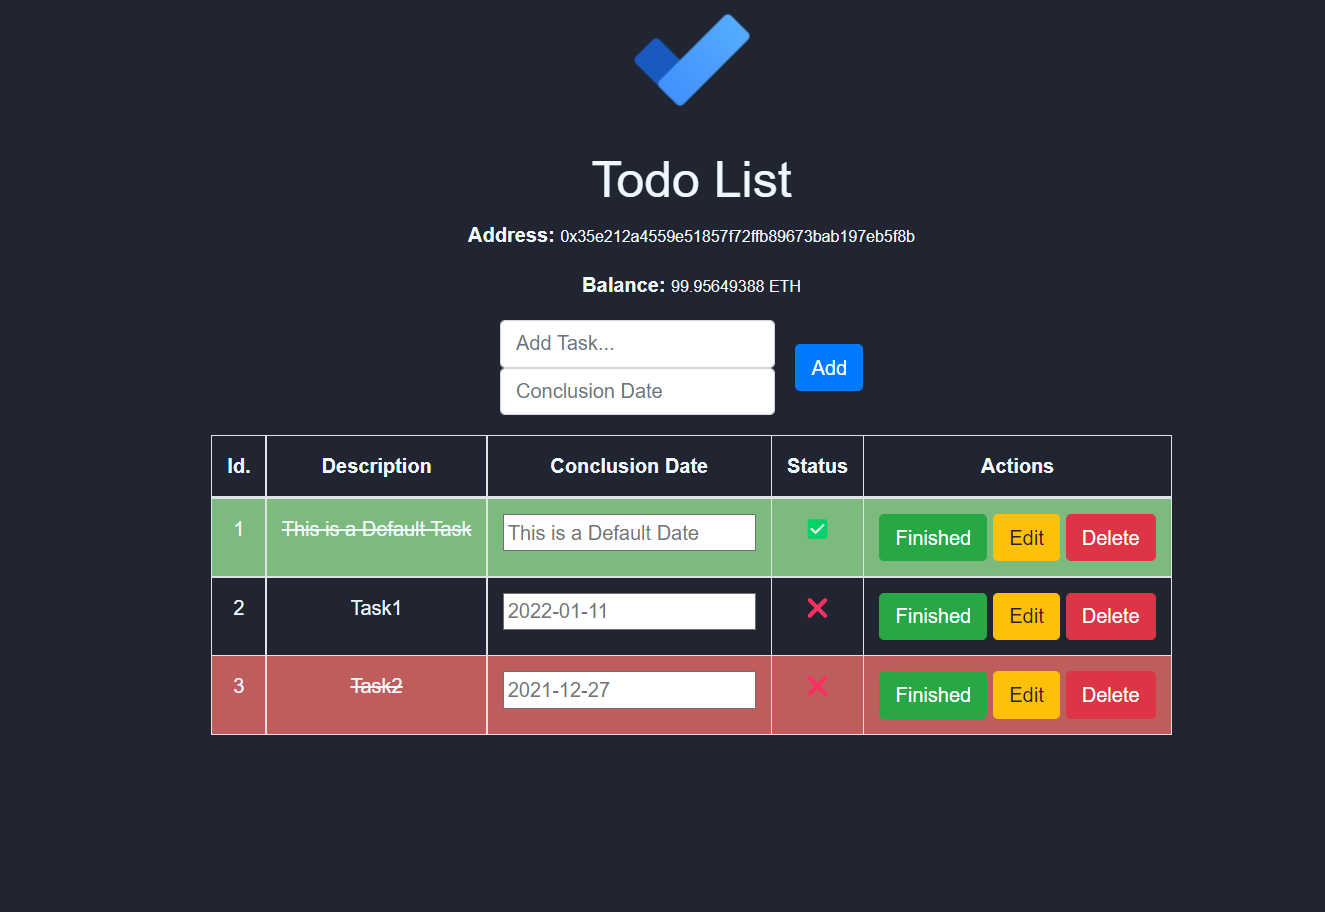 Todo List
Address: 0x35e212a4559e51857f72ffb89673bab197eb5f8b
Balance: 99.95649388 ETH
Add Task...
Add
Conclusion Date
Id. Description Conclusion Date Status Actions
1 This is a Default Task This is a Default Date Finished Edit Delete
2 Task1 2022-01-11 Finished Edit Delete
3 Task2 2021-12-27 Finished Edit Delete